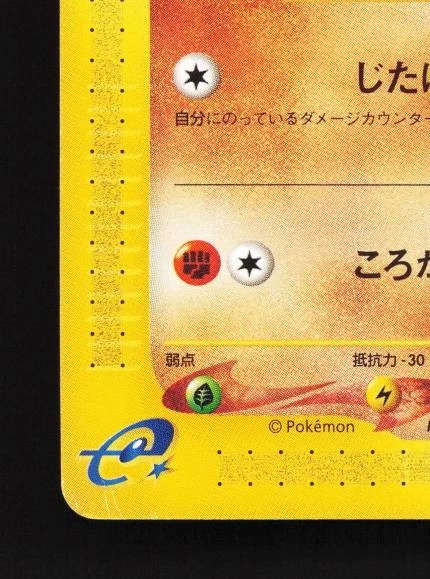 じたば
自分にのっているダメージカウンター
ころが
弱点
抵抗力 -30
© Pokémon
e